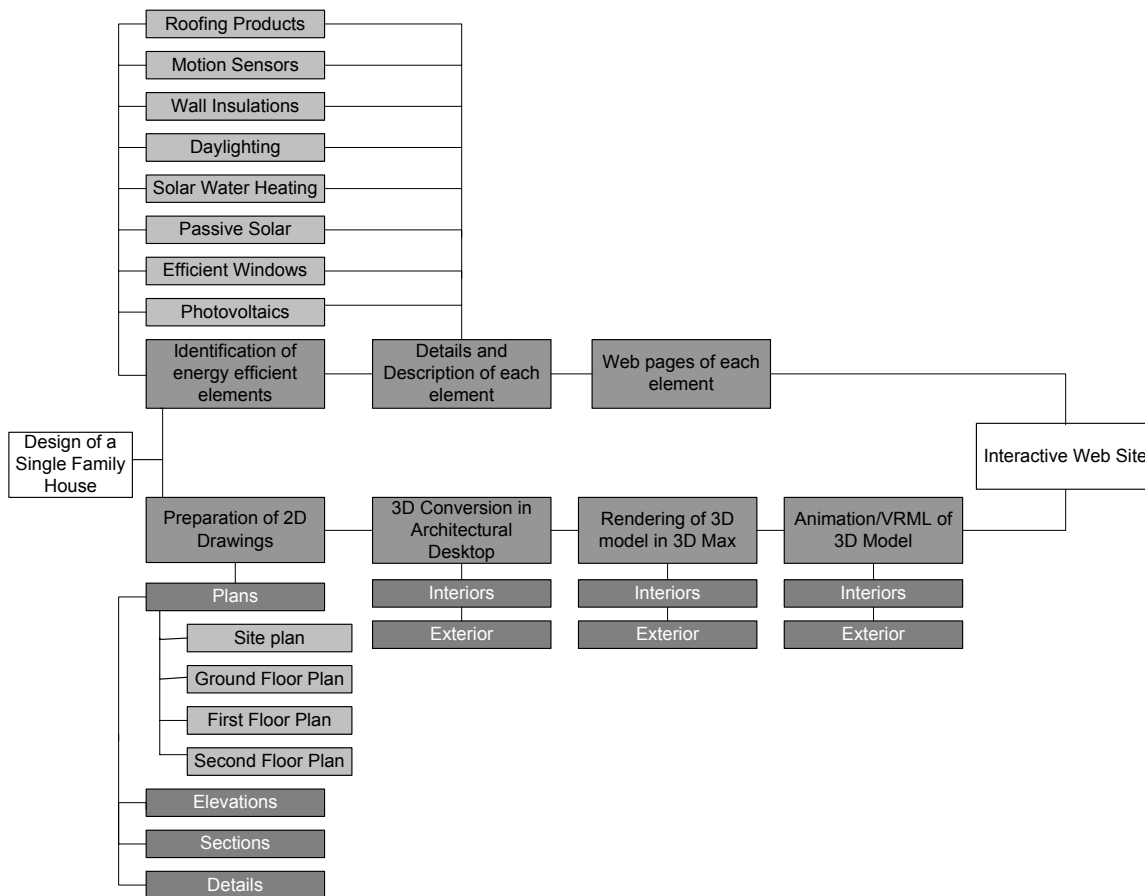 Roofing Products
Motion Sensors
Wall Insulations
Daylighting
Solar Water Heating
Passive Solar
Efficient Windows
Photovoltaics
Identification of
energy efficient
elements
Details and
Description of each
element
Web pages of each
element
Design of a
Single Family
House
Interactive Web Site
Preparation of 2D
Drawings
3D Conversion in
Architectural
Desktop
Rendering of 3D
model in 3D Max
Animation/VRML of
3D Model
Plans
Interiors
Interiors
Interiors
Exterior
Exterior
Exterior
Site plan
Ground Floor Plan
First Floor Plan
Second Floor Plan
Elevations
Sections
Details